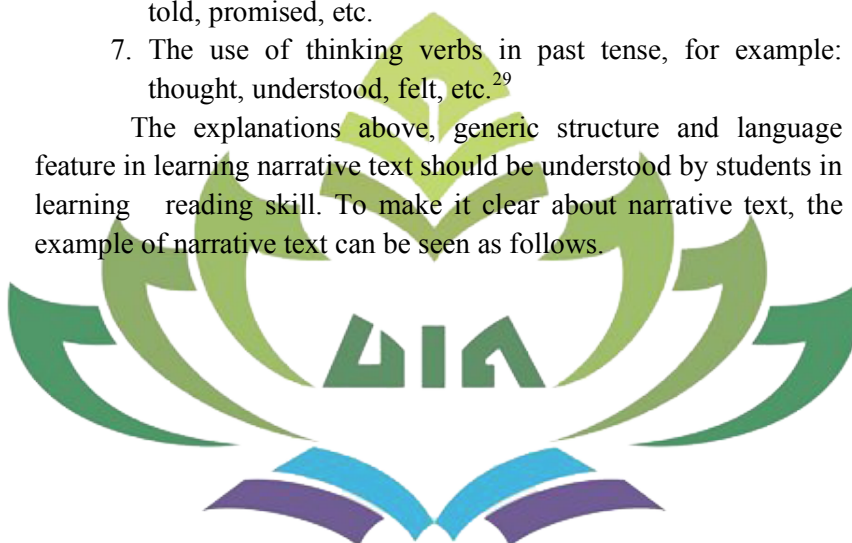 told, promised, etc.
7. The use of thinking verbs in past tense, for example:
thought, understood, felt, etc.29
The explanations above, generic structure and language
feature in learning narrative text should be understood by students in
learning reading skill. To make it clear about narrative text, the
example of narrative text can be seen as follows.
UIN